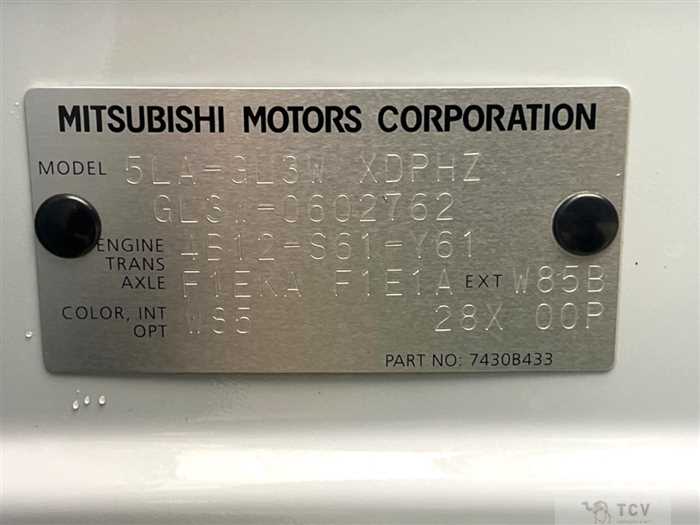 MITSUBISHI MOTORS CORPORATION
MODEL 5LA-GL3W XDPHZ
GL3W-0602762
ENGINE 4B12-S61-Y61
TRANS
AXLE F1EKA F1E1A EXT W85B
COLOR, INT WS5 28X 00P
OPT
PART NO: 7430B433
TCV